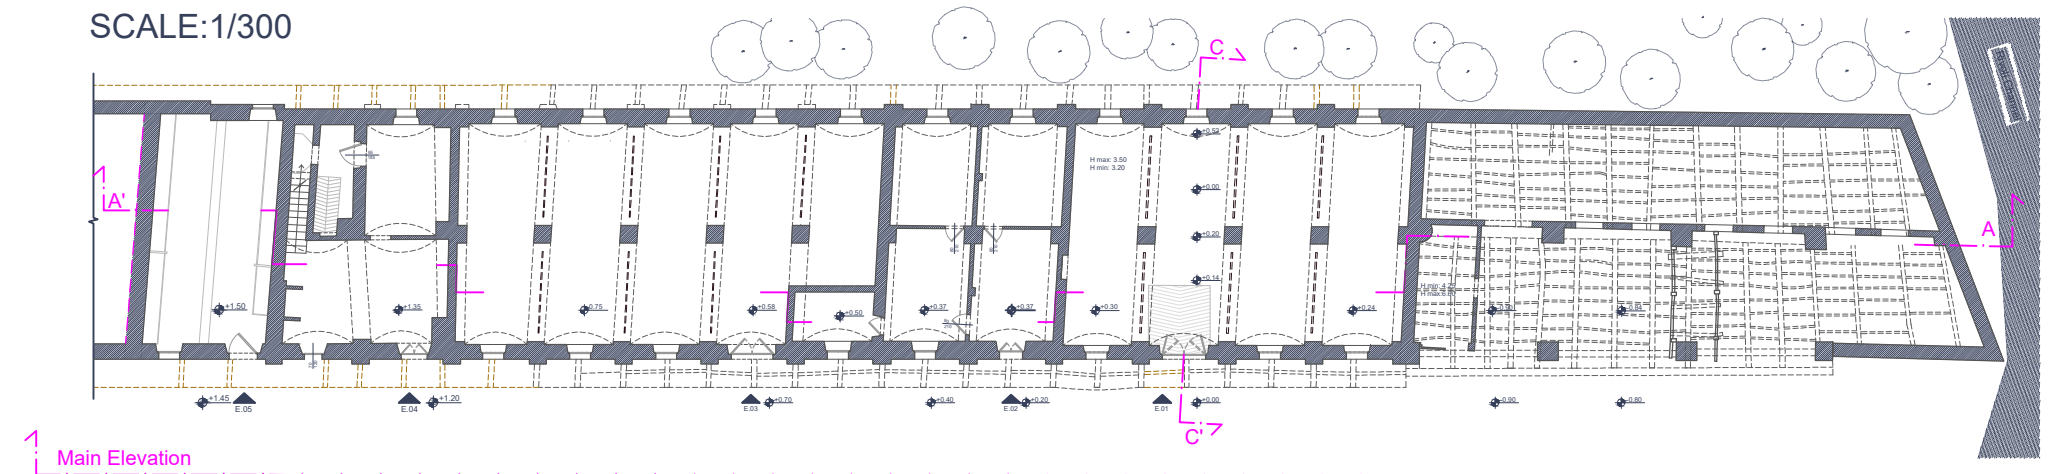 SCALE:1/300
C
+0.52
H max: 3.50
H min: 3.20
+0.00
A'
A
+0.20
+0.14
H min: 4.25
+1.50
+1.35
+0.75
+0.58
+0.50
+0.37
+0.37
+0.30
+0.24
+1.45
E.05
E.04
+1.20
E.03
+0.70
+0.40
E.02
+0.20
E.01
+0.00
-0.90
-0.80
C'
Main Elevation